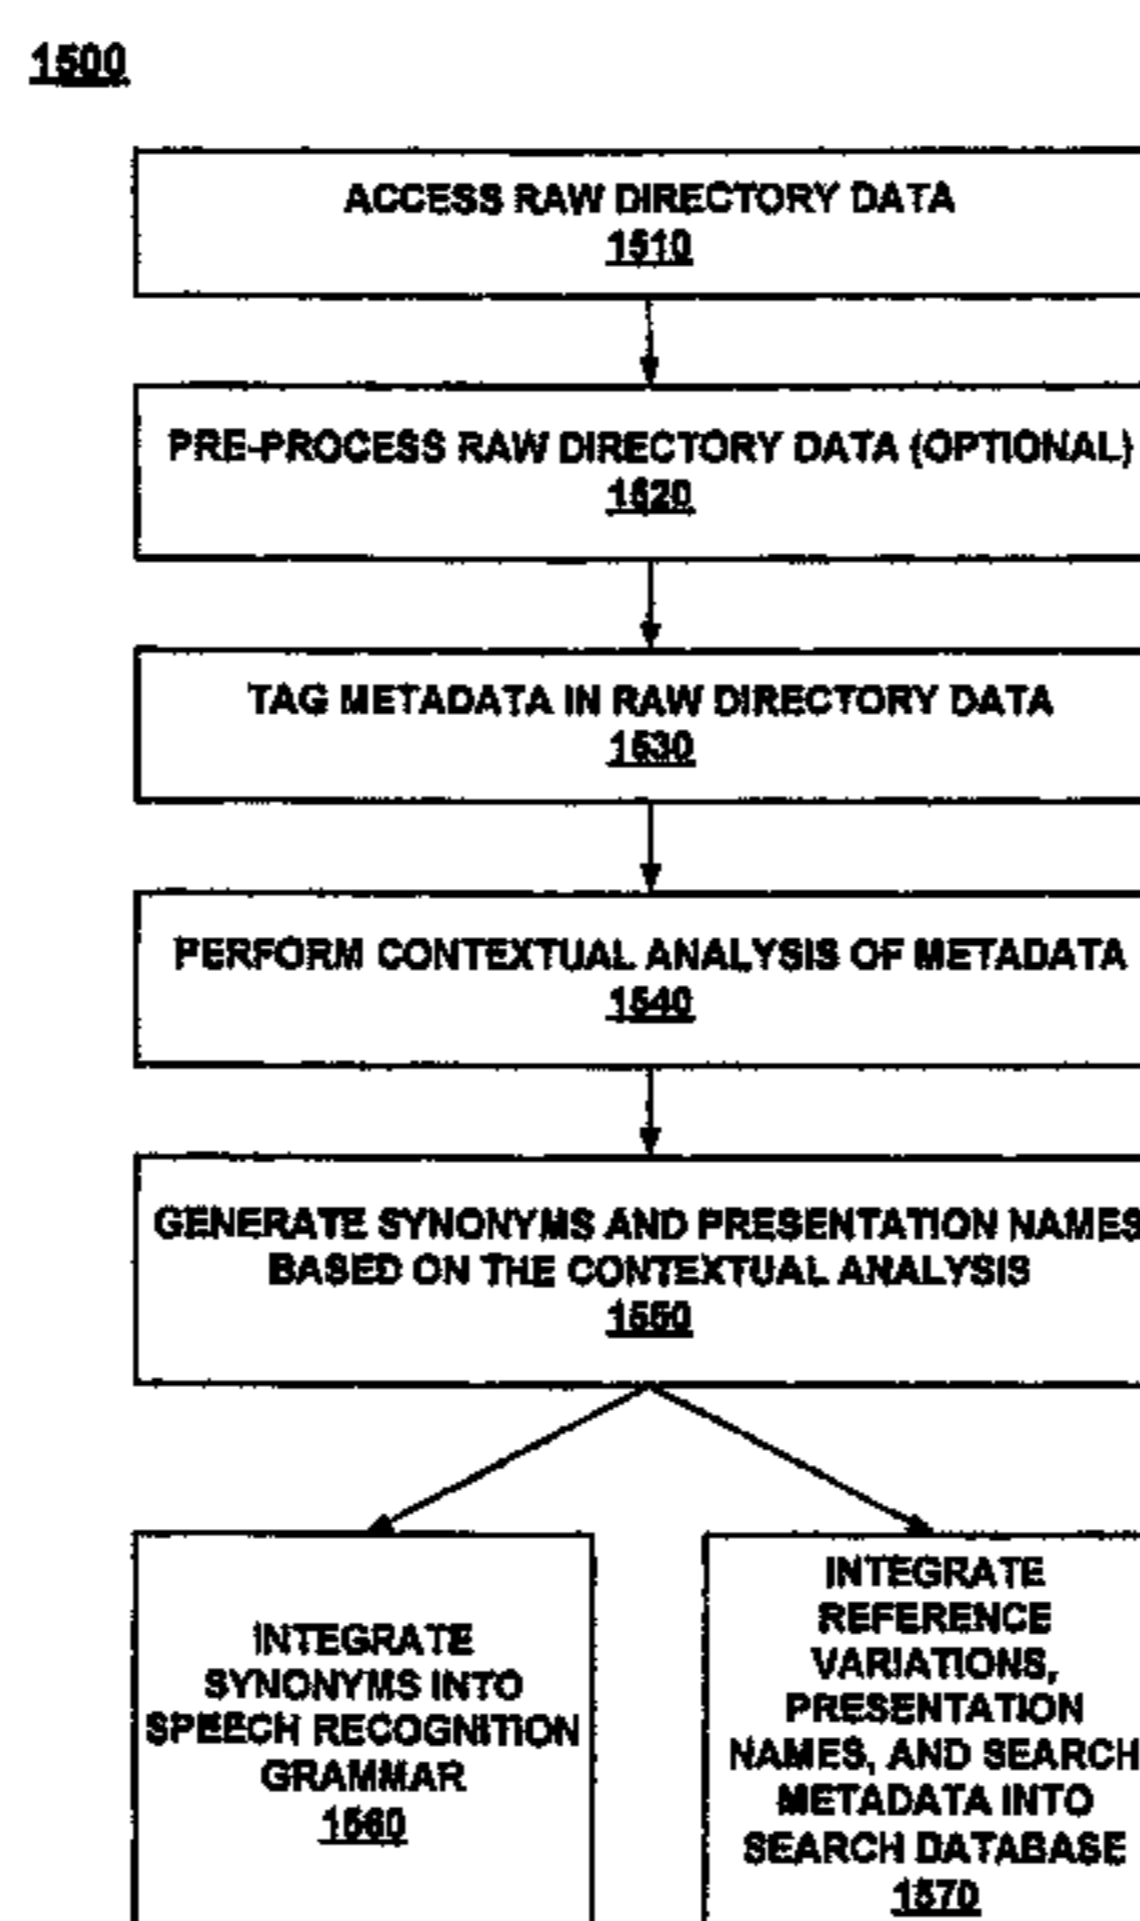 1500
ACCESS RAW DIRECTORY DATA
1510
PRE-PROCESS RAW DIRECTORY DATA (OPTIONAL)
1520
TAG METADATA IN RAW DIRECTORY DATA
1530
PERFORM CONTEXTUAL ANALYSIS OF METADATA
1540
GENERATE SYNONYMS AND PRESENTATION NAMES
BASED ON THE CONTEXTUAL ANALYSIS
1550
INTEGRATE
SYNONYMS INTO
SPEECH RECOGNITION
GRAMMAR
1560
INTEGRATE
REFERENCE
VARIATIONS,
PRESENTATION
NAMES, AND SEARCH
METADATA INTO
SEARCH DATABASE
1570